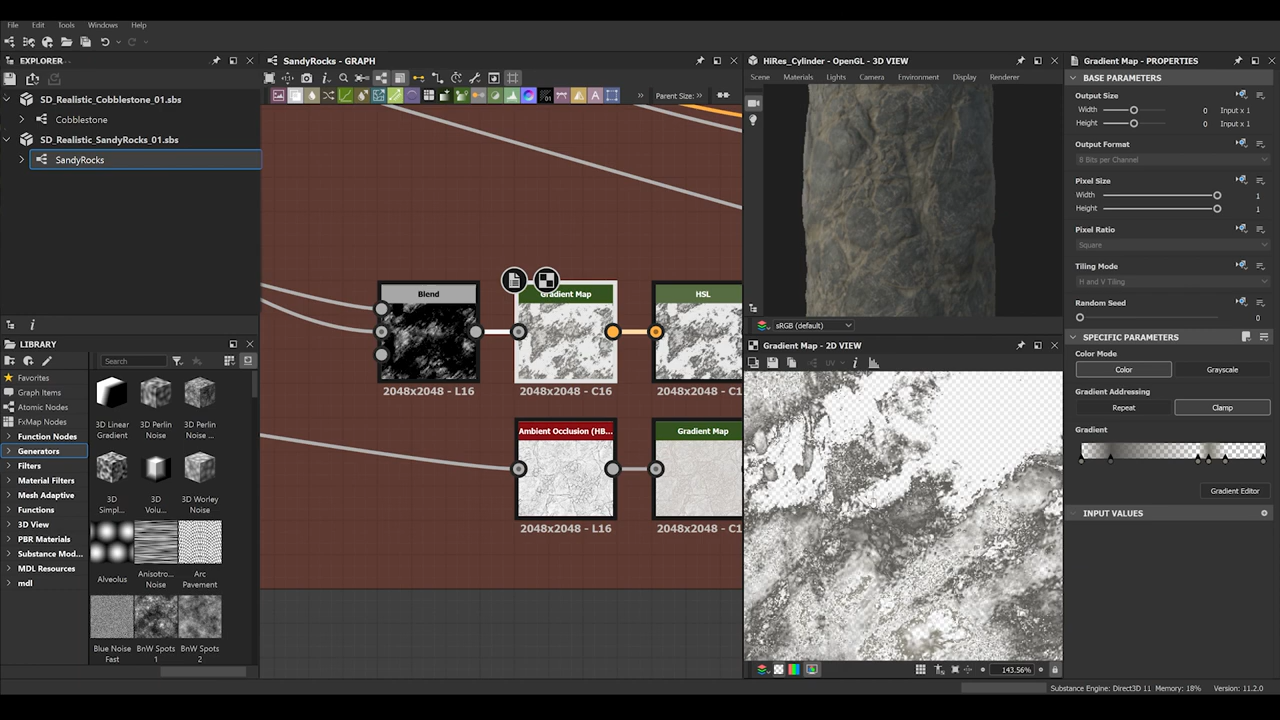 File Edit Tools Windows Help
EXPLORER
SD_Realistic_Cobblestone_01.sbs
Cobblestone
SD_Realistic_SandyRocks_01.sbs
SandyRocks
LIBRARY
Search
Favorites
Graph Items
Atomic Nodes
FxMap Nodes
Function Nodes
Generators
Filters
Material Filters
Mesh Adaptive
Functions
3D View
PBR Materials
Substance Mod...
MDL Resources
mdl
3D Linear Gradient
3D Perlin Noise
3D Perlin Noise ...
3D Simpl...
3D Volu...
3D Worley Noise
Alveolus
Anisotro... Noise
Arc Pavement
Blue Noise Fast
BnW Spots 1
BnW Spots 2
SandyRocks - GRAPH
Parent Size:
Blend
2048x2048 - L16
Gradient Map
2048x2048 - C16
HSL
2048x2048 - C1
Ambient Occlusion (HB...
2048x2048 - L16
Gradient Map
2048x2048 - C1
HiRes_Cylinder - OpenGL - 3D VIEW
Scene Materials Lights Camera Environment Display Renderer
sRGB (default)
Gradient Map - 2D VIEW
UV
143.56%
Gradient Map - PROPERTIES
BASE PARAMETERS
Output Size
Width 0 Input x 1
Height 0 Input x 1
Output Format
8 Bits per Channel
Pixel Size
Width 1
Height 1
Pixel Ratio
Square
Tiling Mode
H and V Tiling
Random Seed
0
SPECIFIC PARAMETERS
Color Mode
Color Grayscale
Gradient Addressing
Repeat Clamp
Gradient
Gradient Editor
INPUT VALUES
Substance Engine: Direct3D 11 Memory: 18% Version: 11.2.0